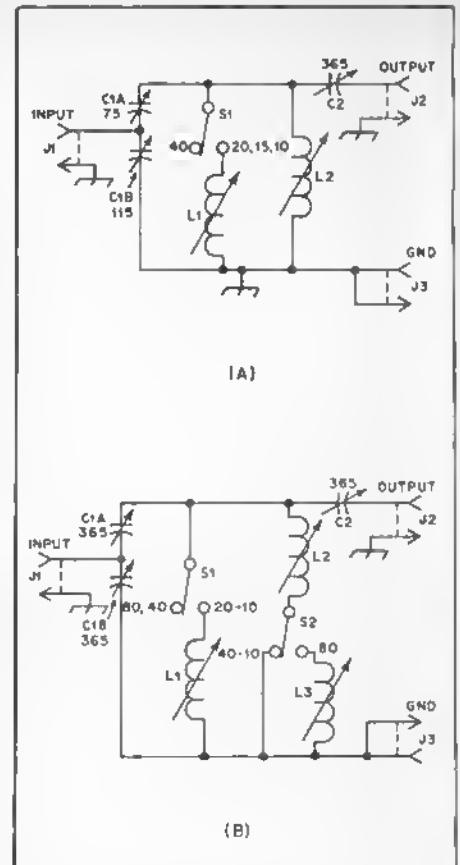 365
OUTPUT
C1A
75
C2
J2
INPUT
S1
J1
40
20,15,10
C1B
115
L1
L2
GND
J3
(A)
365
OUTPUT
C1A
365
C2
J2
INPUT
S1
L2
J1
C1B
365
80,40
20-10
S2
40-10
80
L1
L3
GND
J3
(B)